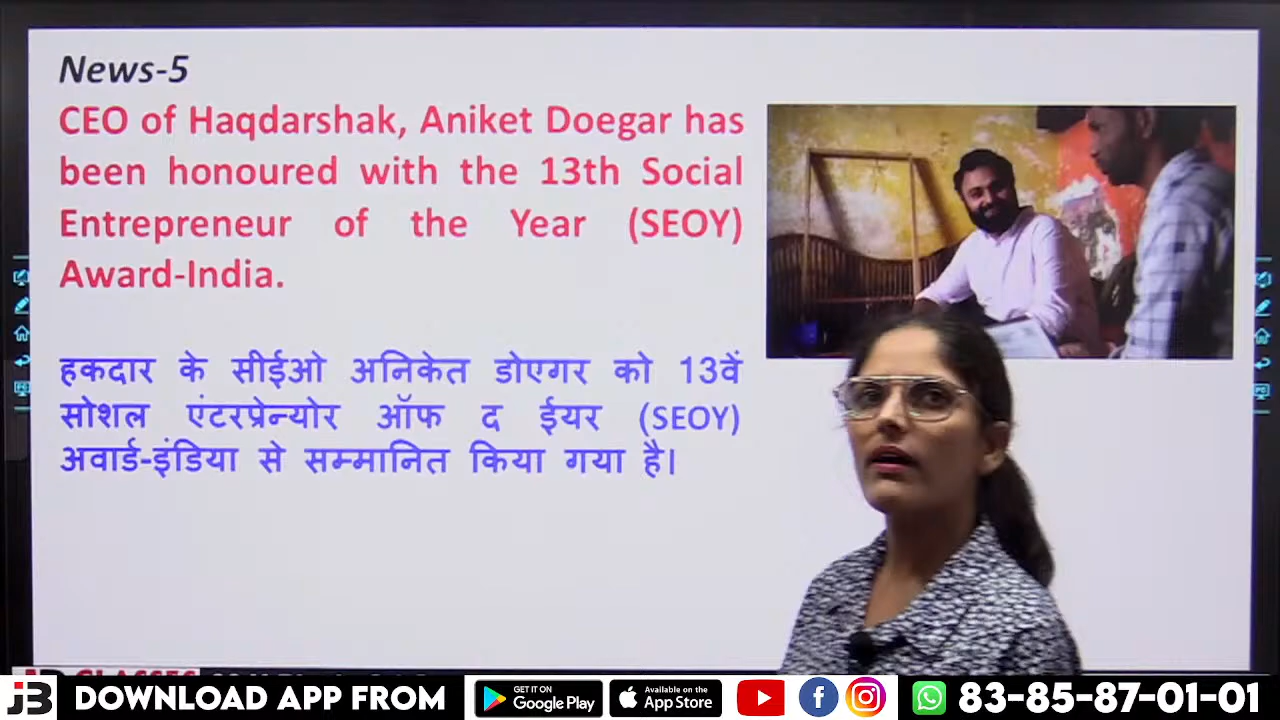 News-5
CEO of Haqdarshak, Aniket Doegar has
been honoured with the 13th Social
Entrepreneur of the Year (SEOY)
Award-India.
हकदार के सीईओ अनिकेत डोएगर को 13वें
सोशल एंटरप्रेन्योर ऑफ द ईयर (SEOY)
अवार्ड-इंडिया से सम्मानित किया गया है।
JB DOWNLOAD APP FROM GET IT ON Google Play Available on the App Store 83-85-87-01-01